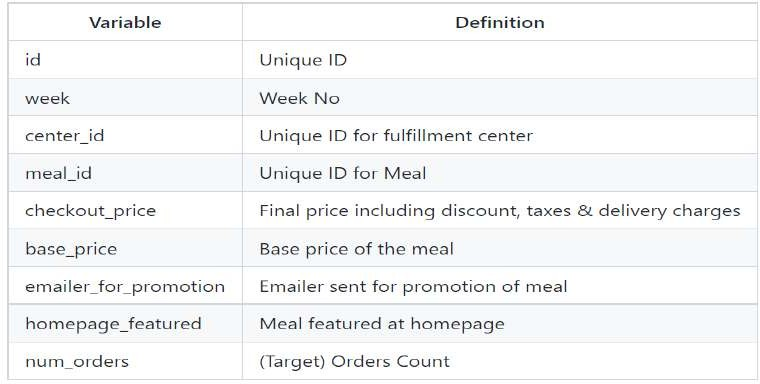 Variable Definition
id Unique ID
week Week No
center_id Unique ID for fulfillment center
meal_id Unique ID for Meal
checkout_price Final price including discount, taxes & delivery charges
base_price Base price of the meal
emailer_for_promotion Emailer sent for promotion of meal
homepage_featured Meal featured at homepage
num_orders (Target) Orders Count